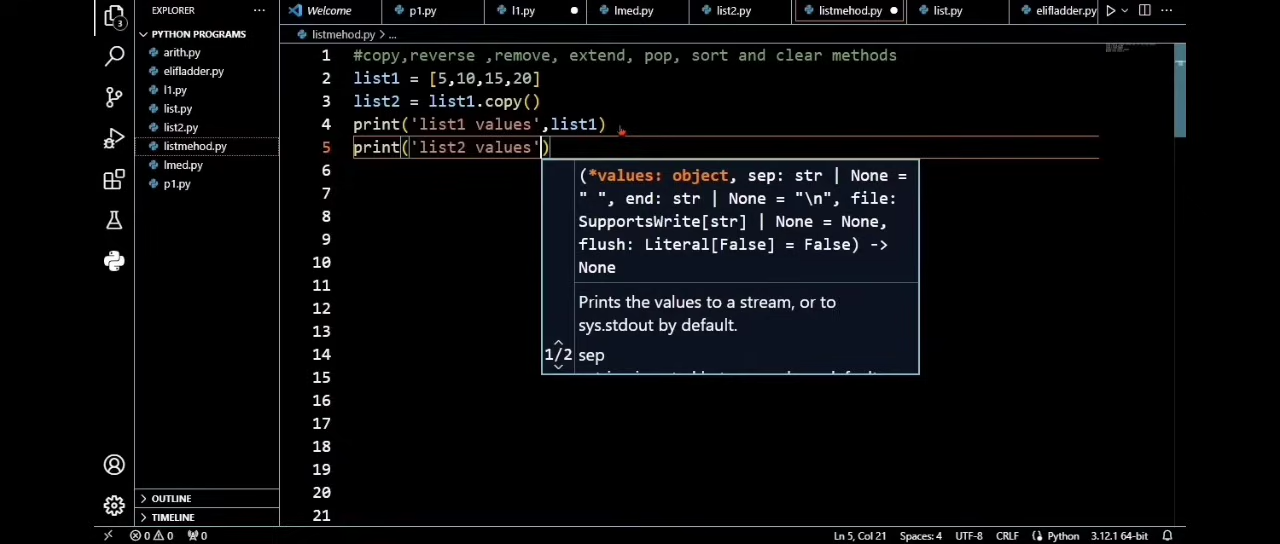 EXPLORER
PYTHON PROGRAMS
arith.py
elifladder.py
l1.py
list.py
list2.py
listmehod.py
lmed.py
p1.py
OUTLINE
TIMELINE
3
Welcome
p1.py
l1.py
lmed.py
list2.py
listmehod.py
list.py
elifladder.py
listmehod.py > ...
1 #copy,reverse ,remove, extend, pop, sort and clear methods
2 list1 = [5,10,15,20]
3 list2 = list1.copy()
4 print('list1 values',list1)
5 print('list2 values')
6
7
8
9
10
11
12
13
14
15
16
17
18
19
20
21
(*values: object, sep: str | None =
" ", end: str | None = "\n", file:
SupportsWrite[str] | None = None,
flush: Literal[False] = False) ->
None
Prints the values to a stream, or to
sys.stdout by default.
1/2 sep
0 0 0 Ln 5, Col 21 Spaces: 4 UTF-8 CRLF Python 3.12.1 64-bit